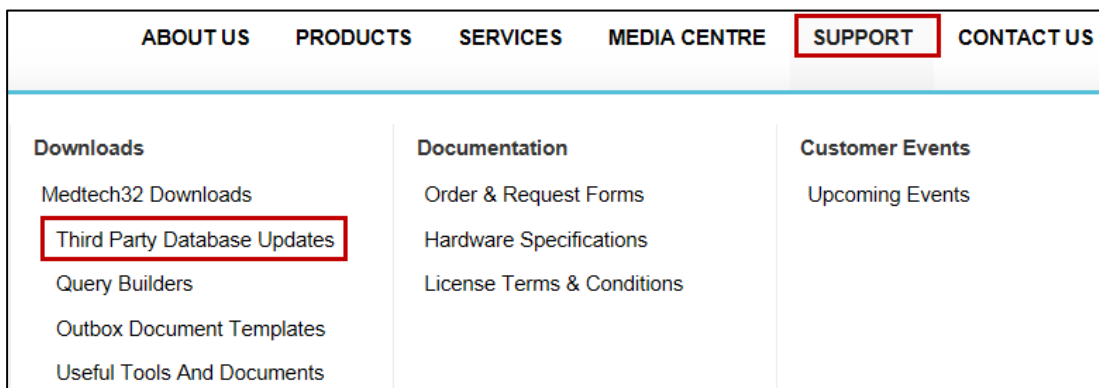 ABOUT US PRODUCTS SERVICES MEDIA CENTRE SUPPORT CONTACT US
Downloads
Medtech32 Downloads
Third Party Database Updates
Query Builders
Outbox Document Templates
Useful Tools And Documents
Documentation
Order & Request Forms
Hardware Specifications
License Terms & Conditions
Customer Events
Upcoming Events